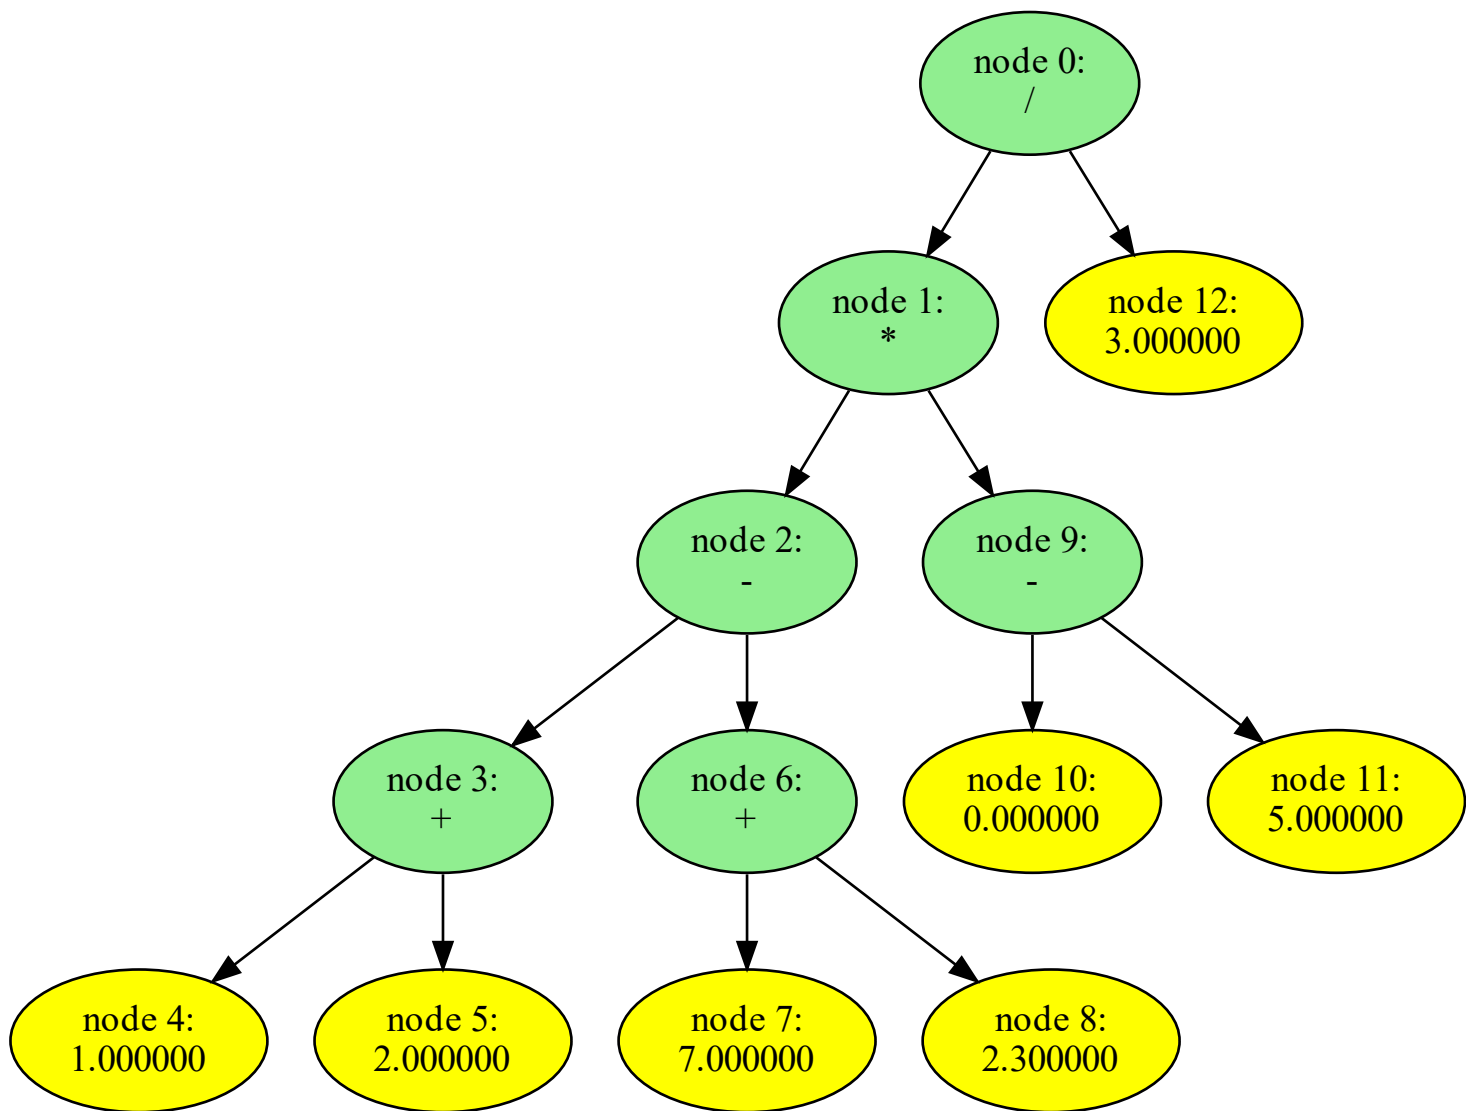 node 0:
/
node 1:
*
node 12:
3.000000
node 2:
-
node 9:
-
node 3:
+
node 6:
+
node 10:
0.000000
node 11:
5.000000
node 4:
1.000000
node 5:
2.000000
node 7:
7.000000
node 8:
2.300000